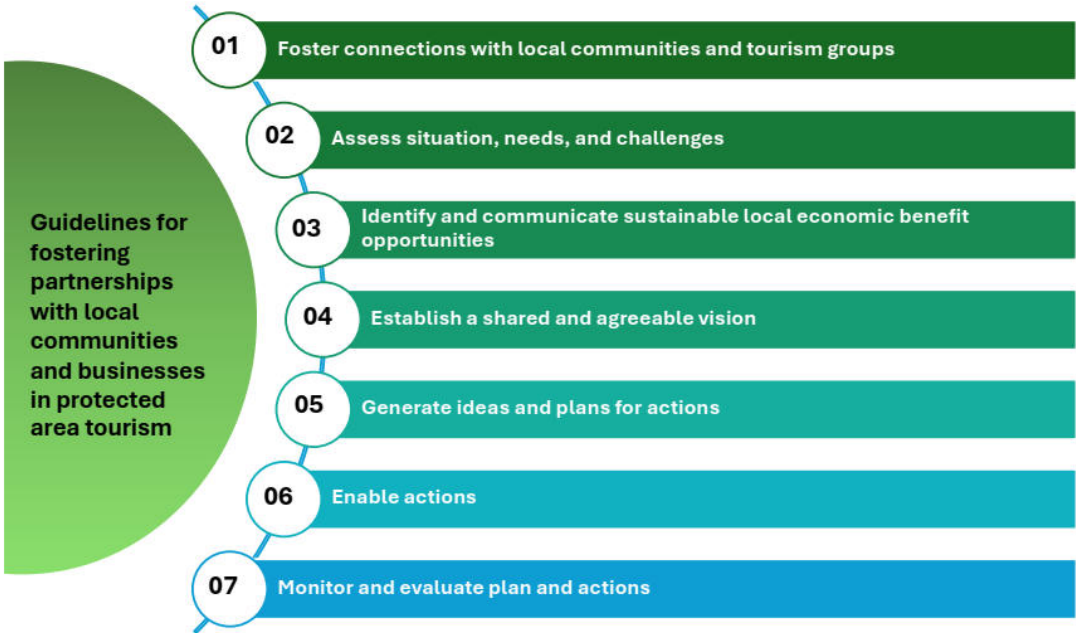 Guidelines for
fostering
partnerships
with local
communities
and businesses
in protected
area tourism
01
Foster connections with local communities and tourism groups
02
Assess situation, needs, and challenges
03
Identify and communicate sustainable local economic benefit
opportunities
04
Establish a shared and agreeable vision
05
Generate ideas and plans for actions
06
Enable actions
07
Monitor and evaluate plan and actions